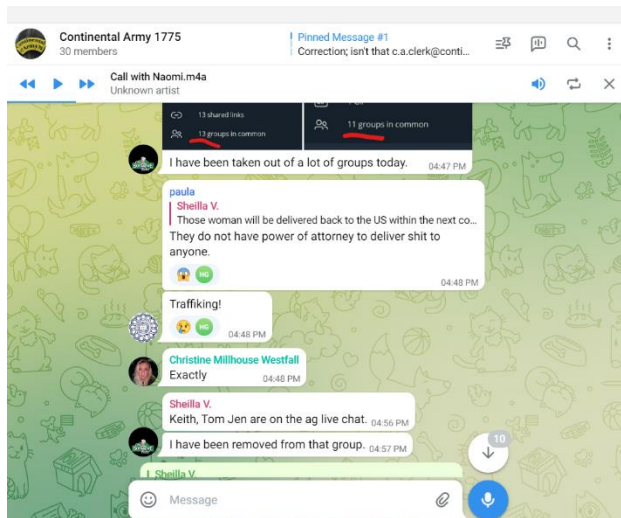 Continental Army 1775
30 members
Pinned Message #1
Correction; isn't that c.a.clerk@conti...
Call with Naomi.m4a
Unknown artist
13 shared links
13 groups in common
11 groups in common
I have been taken out of a lot of groups today. 04:47 PM
paula
Sheilla V.
Those woman will be delivered back to the US within the next co...
They do not have power of attorney to deliver shit to
anyone.
HG
04:48 PM
Traffiking!
HG
04:48 PM
Christine Millhouse Westfall
Exactly 04:48 PM
Sheilla V.
Keith, Tom Jen are on the ag live chat. 04:56 PM
I have been removed from that group. 04:57 PM
10
Sheilla V.
Message